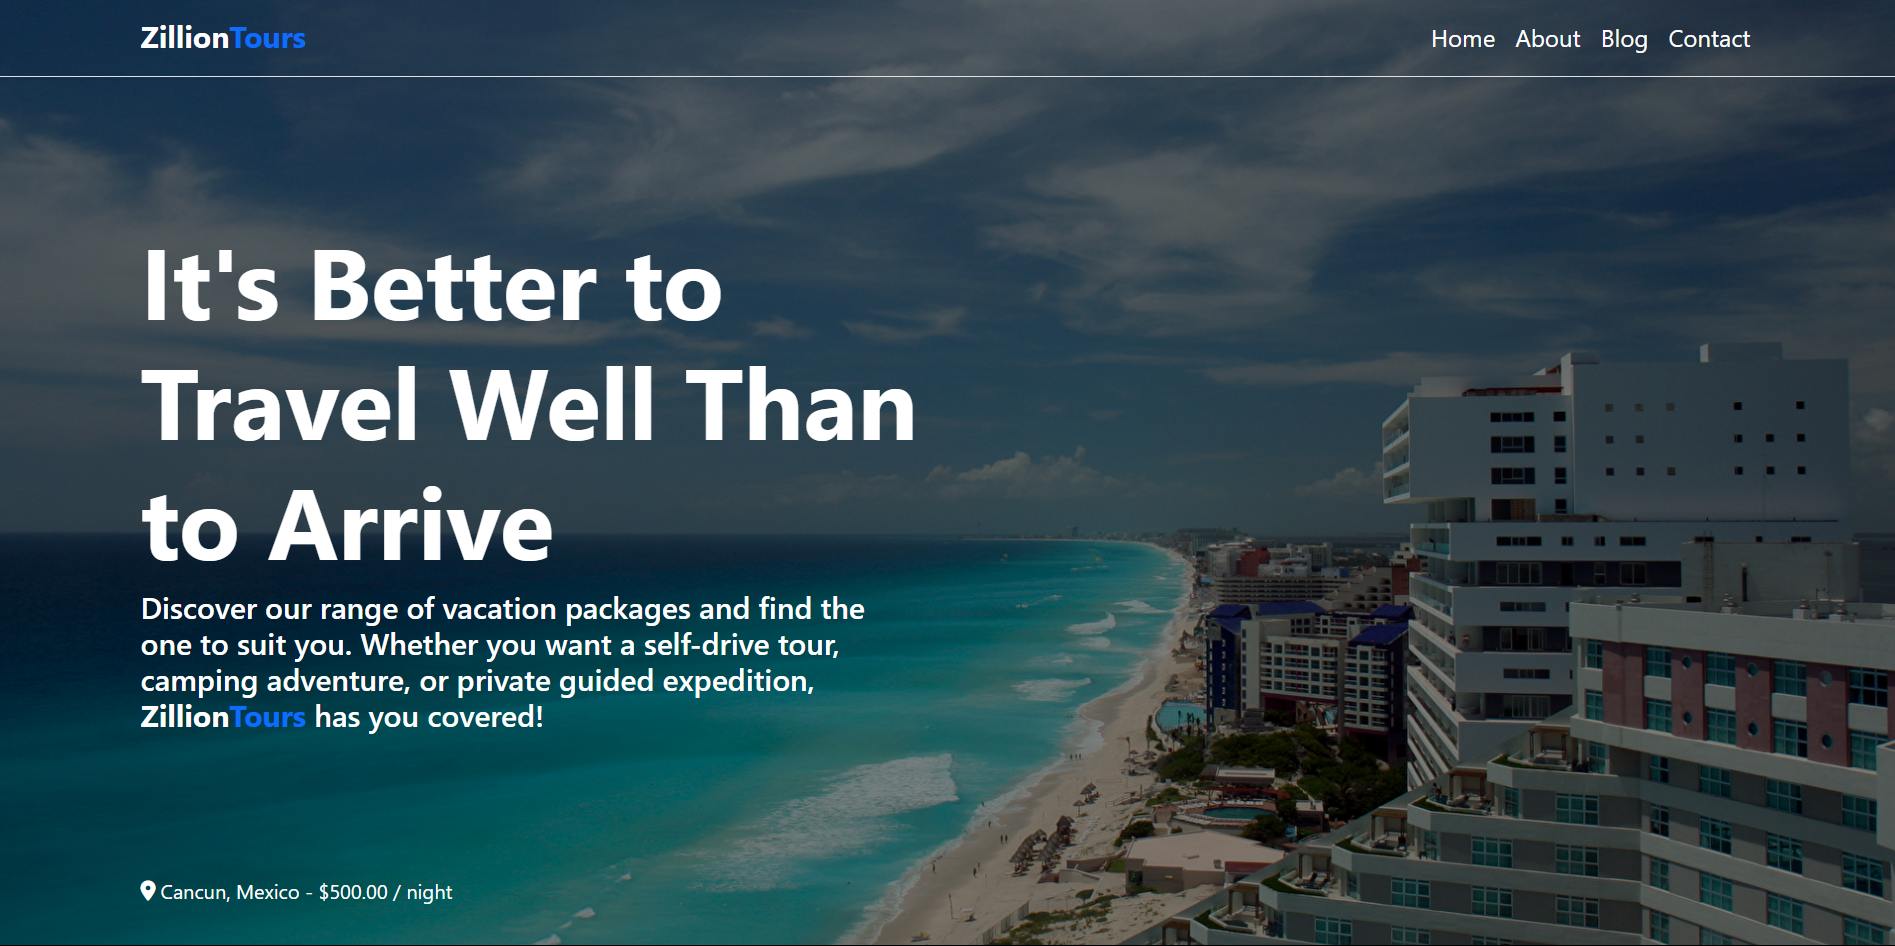 ZillionTours
Home About Blog Contact
It's Better to
Travel Well Than
to Arrive
Discover our range of vacation packages and find the
one to suit you. Whether you want a self-drive tour,
camping adventure, or private guided expedition,
ZillionTours has you covered!
Cancun, Mexico - $500.00 / night